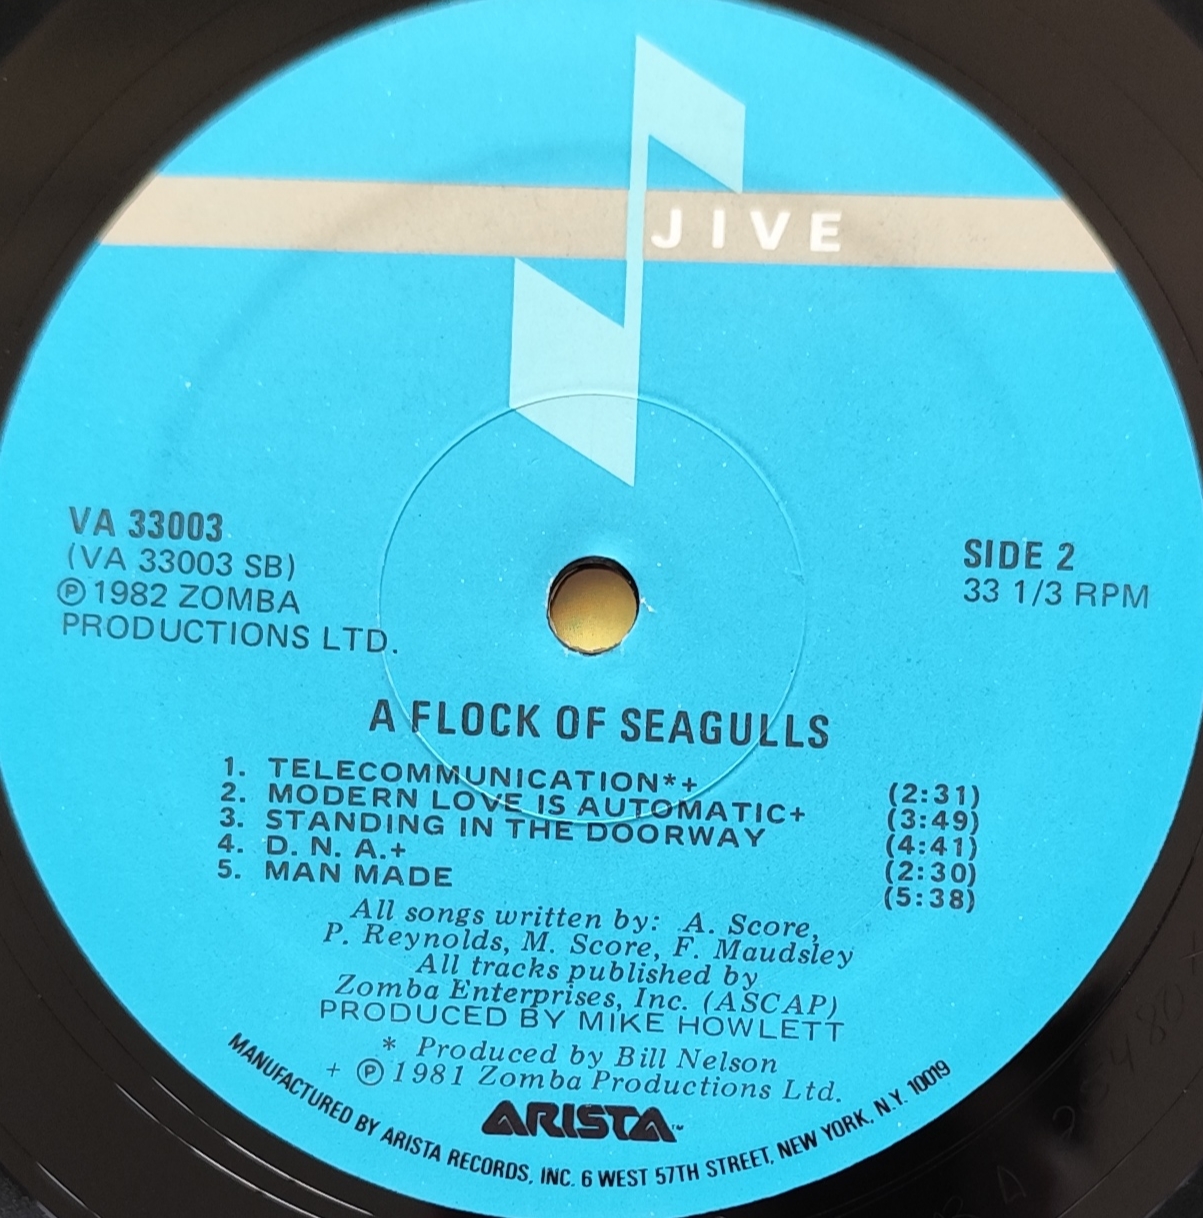 JIVE
VA 33003
(VA 33003 SB)
℗ 1982 ZOMBA
PRODUCTIONS LTD.
SIDE 2
33 1/3 RPM
A FLOCK OF SEAGULLS
1. TELECOMMUNICATION*+ (2:31)
2. MODERN LOVE IS AUTOMATIC+ (3:49)
3. STANDING IN THE DOORWAY (4:41)
4. D. N. A.+ (2:30)
5. MAN MADE (5:38)
All songs written by: A. Score,
P. Reynolds, M. Score, F. Maudsley
All tracks published by
Zomba Enterprises, Inc. (ASCAP)
PRODUCED BY MIKE HOWLETT
* Produced by Bill Nelson
+ ℗ 1981 Zomba Productions Ltd.
ARISTA™
MANUFACTURED BY ARISTA RECORDS, INC. 6 WEST 57TH STREET, NEW YORK, N.Y. 10019